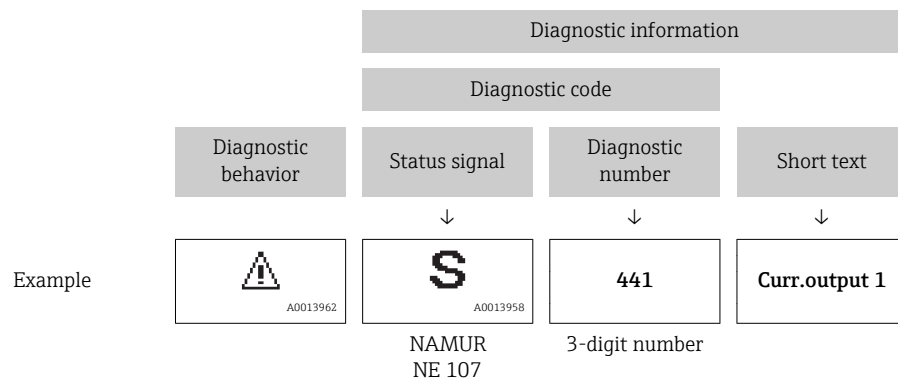 Diagnostic information
Diagnostic code
Diagnostic behavior
Status signal
Diagnostic number
Short text
↓ ↓ ↓
Example
A0013962
S
A0013958
441
Curr.output 1
NAMUR
NE 107
3-digit number